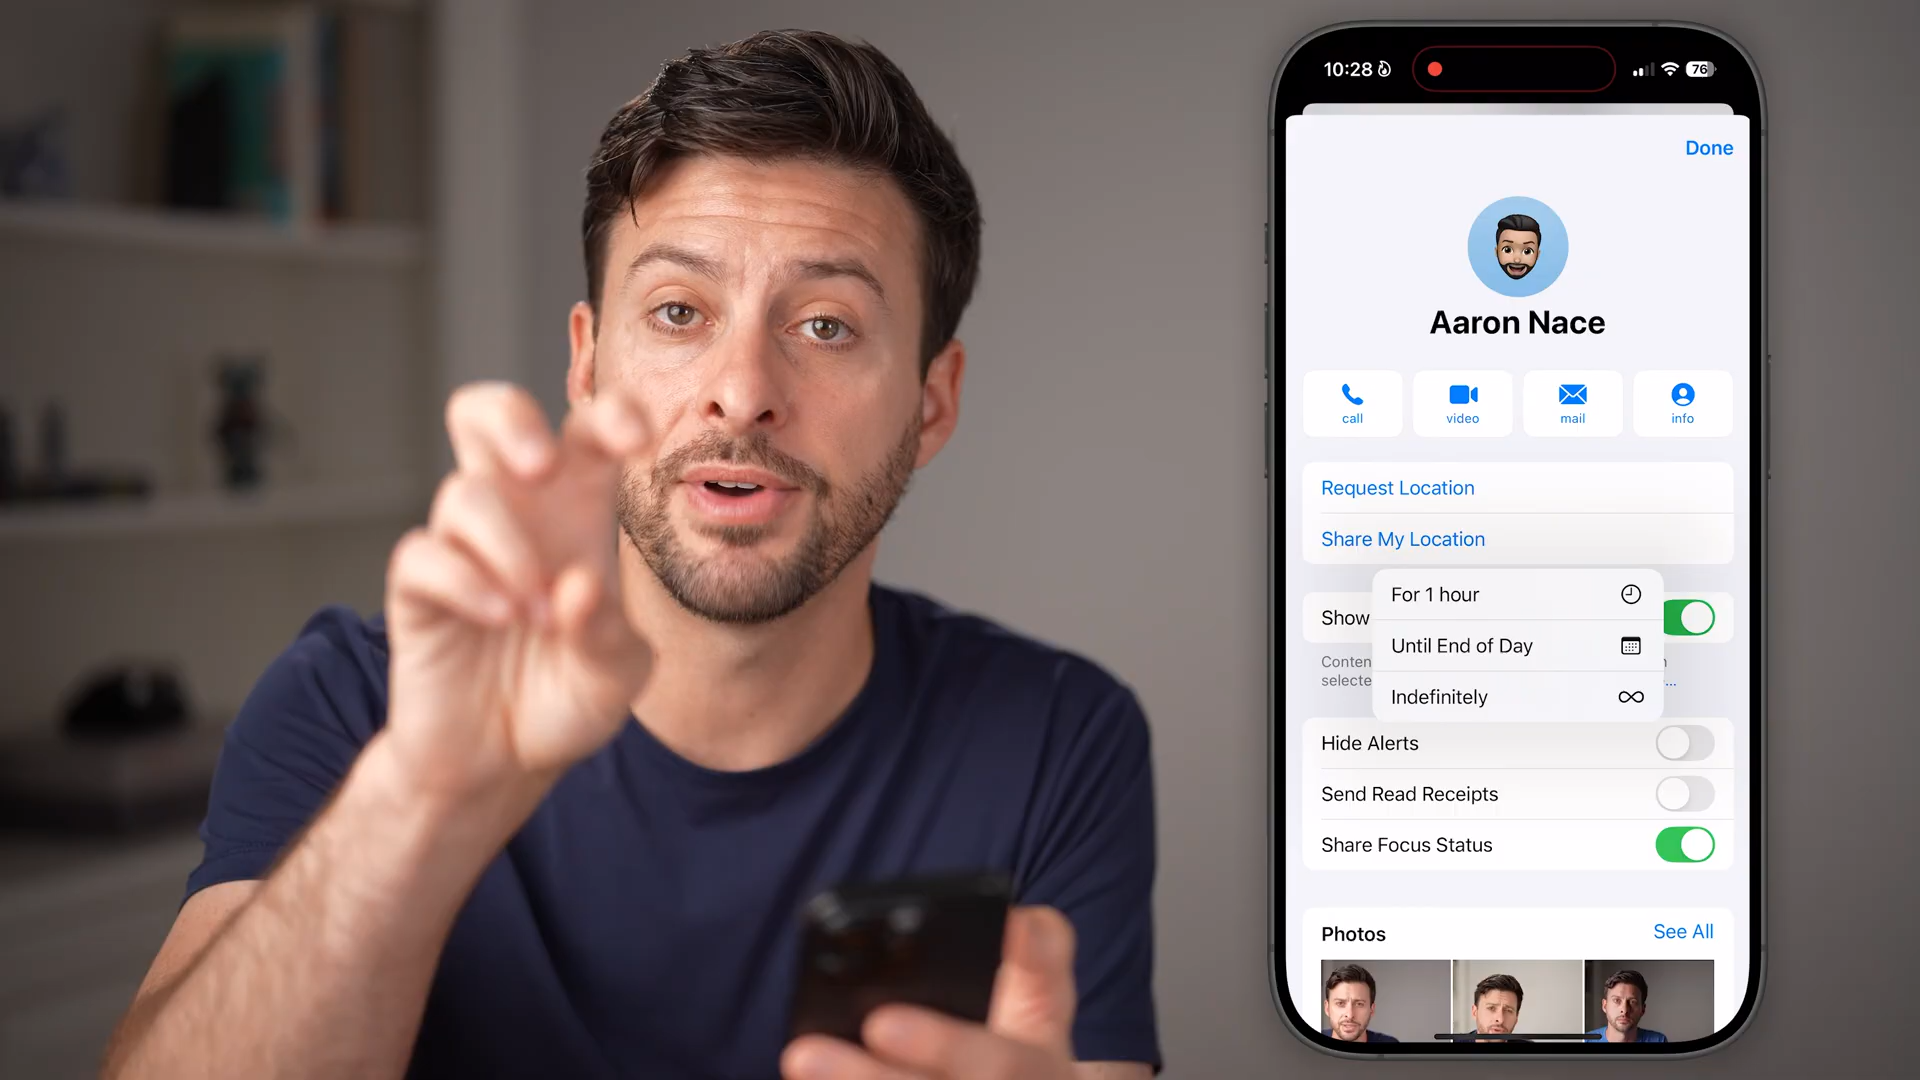 10:28
76
Done
Aaron Nace
call video mail info
Request Location
Share My Location
For 1 hour
Show
Until End of Day
Conten
selecte ...
Indefinitely
Hide Alerts
Send Read Receipts
Share Focus Status
Photos See All